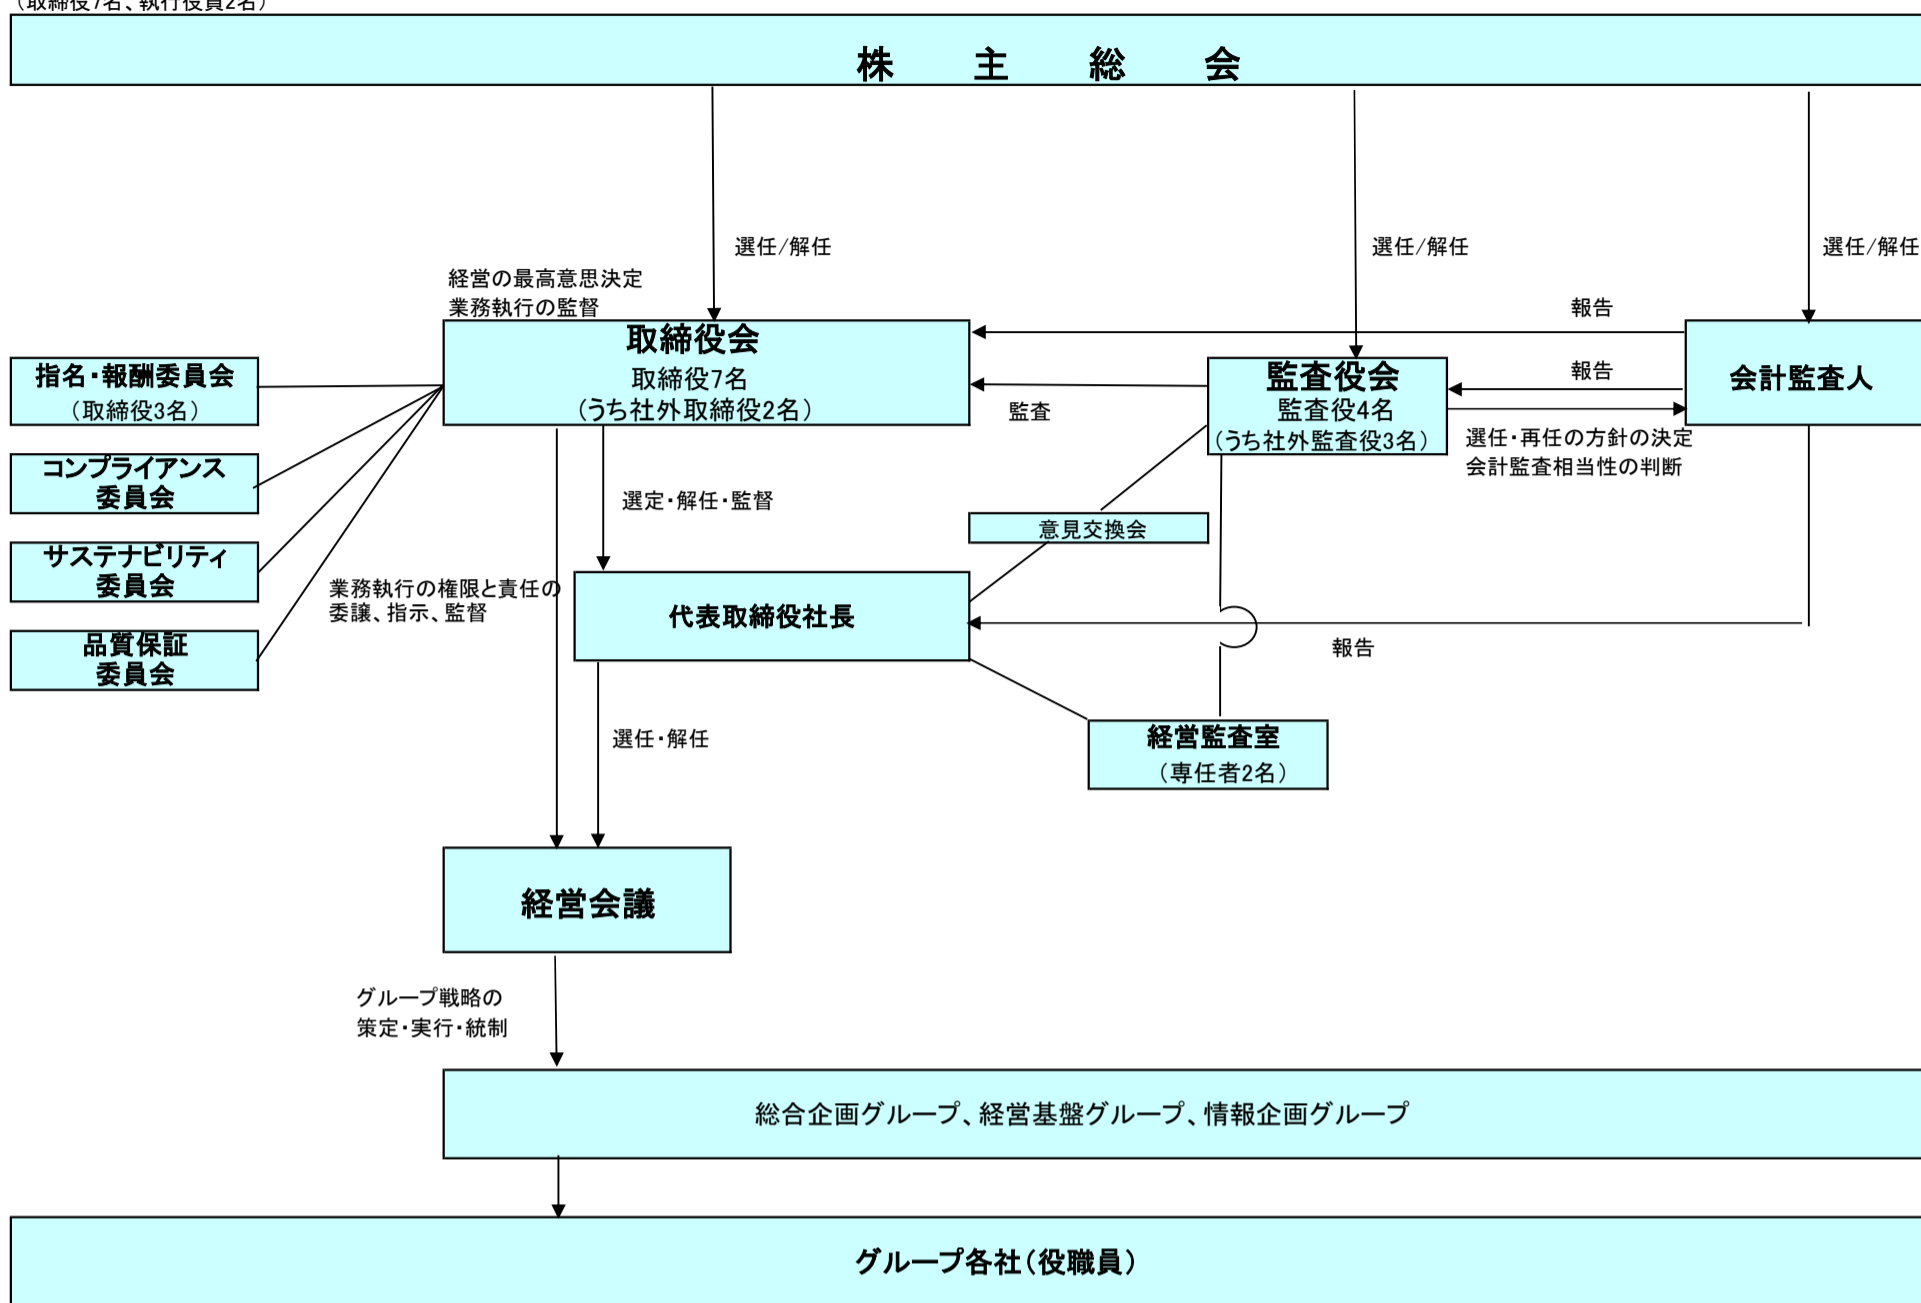 （取締役7名、執行役員2名）
株　主　総　会
選任/解任
選任/解任
選任/解任
経営の最高意思決定
業務執行の監督
報告
取締役会
取締役7名
（うち社外取締役2名）
指名・報酬委員会
（取締役3名）
監査役会
監査役4名
（うち社外監査役3名）
報告
会計監査人
監査
選任・再任の方針の決定
会計監査相当性の判断
コンプライアンス
委員会
選定・解任・監督
意見交換会
サステナビリティ
委員会
業務執行の権限と責任の
委譲、指示、監督
代表取締役社長
報告
品質保証
委員会
選任・解任
経営監査室
（専任者2名）
経営会議
グループ戦略の
策定・実行・統制
総合企画グループ、経営基盤グループ、情報企画グループ
グループ各社（役職員）